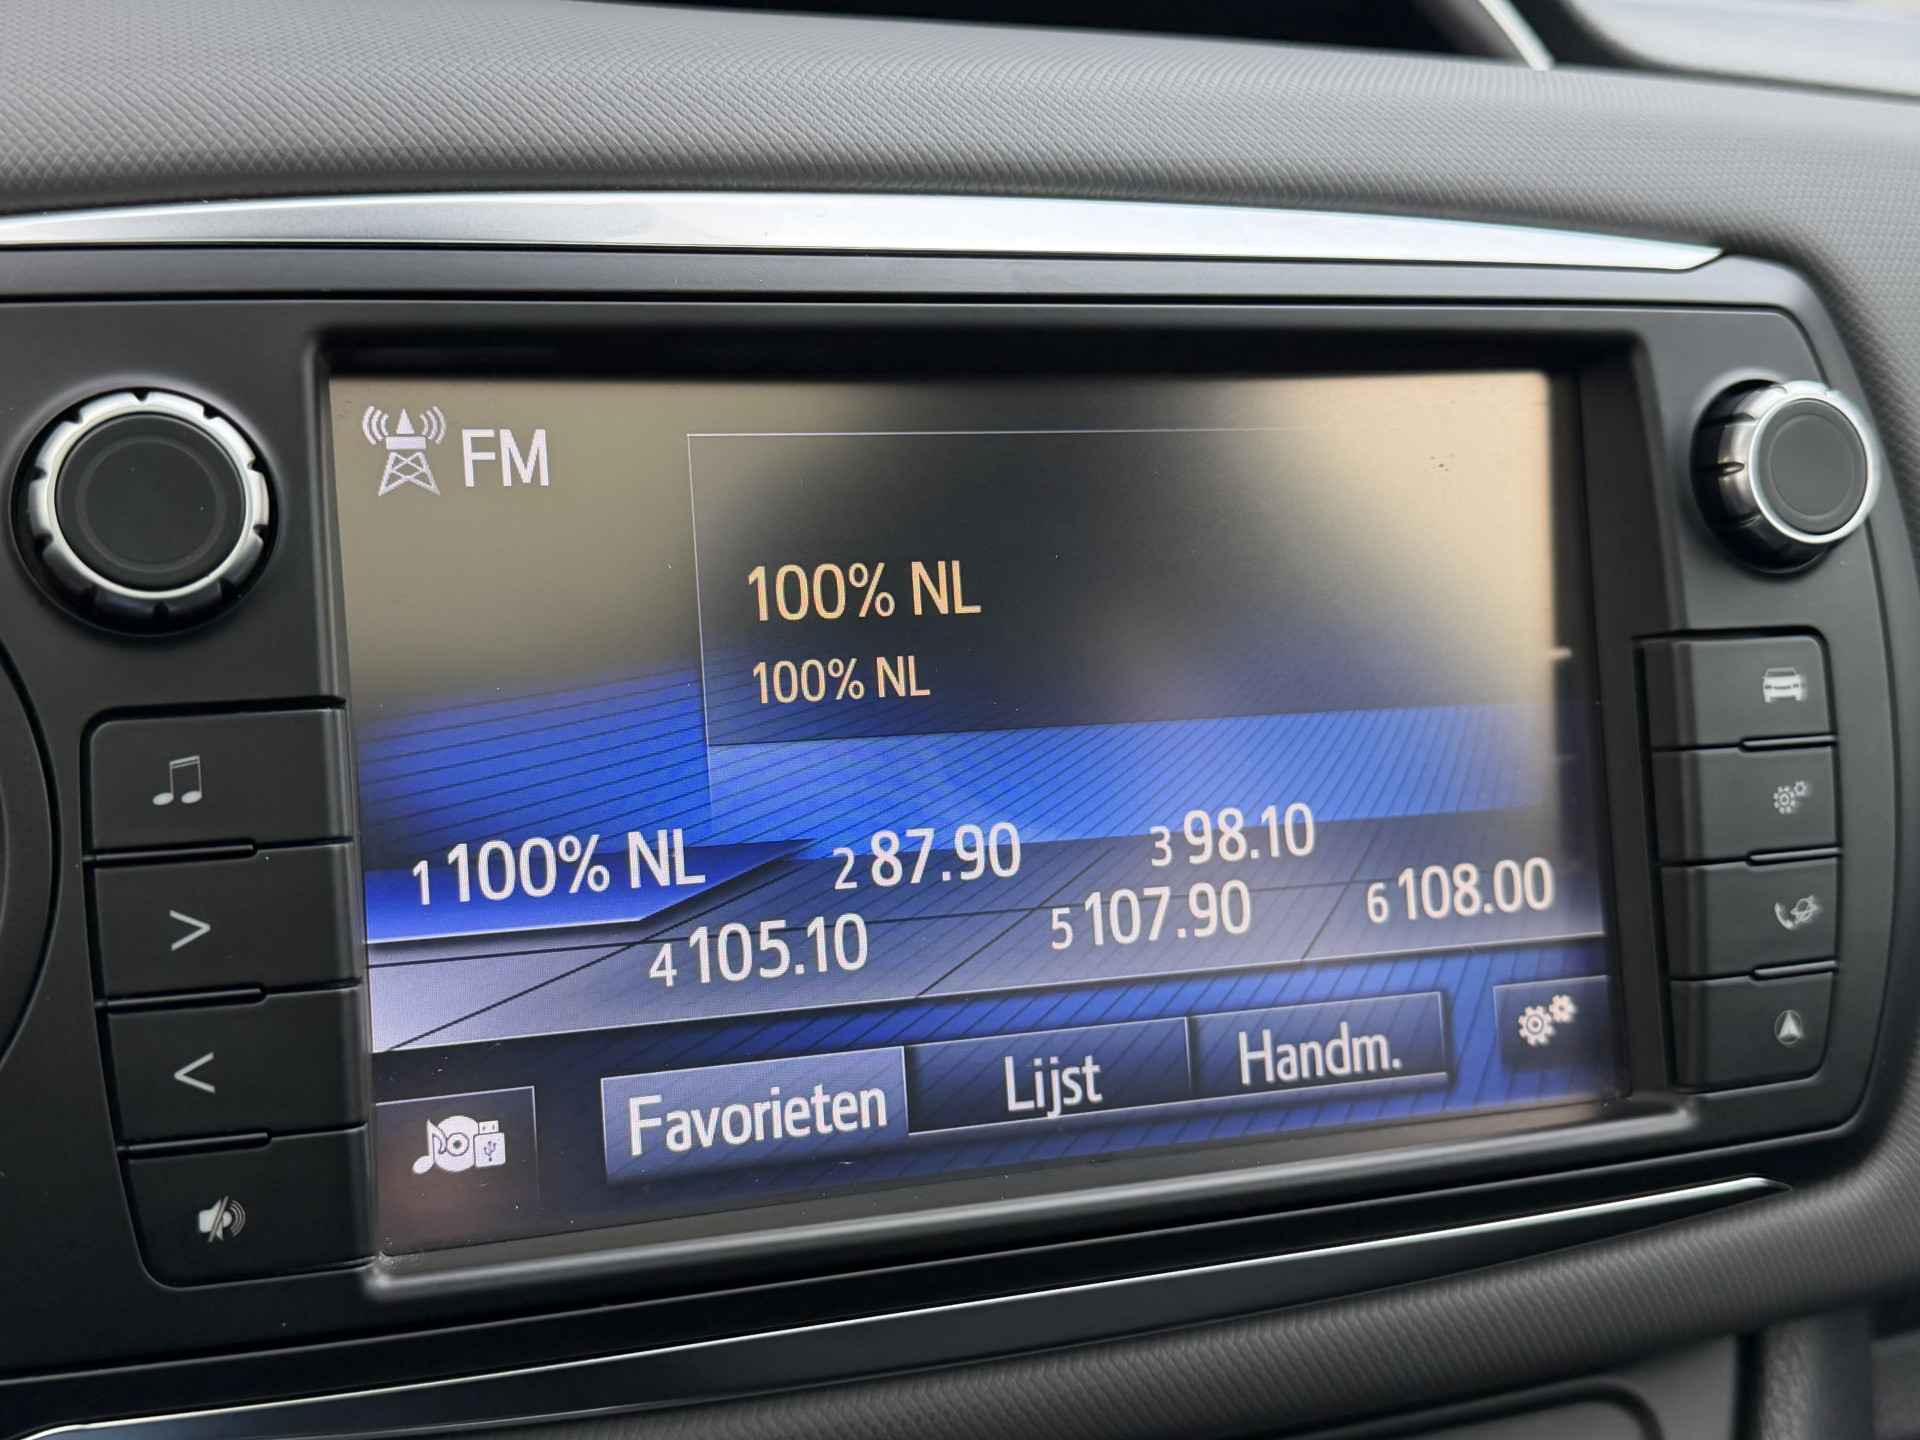 FM
100% NL
100% NL
1 100% NL 2 87.90 3 98.10
4 105.10 5 107.90 6 108.00
Favorieten Lijst Handm.